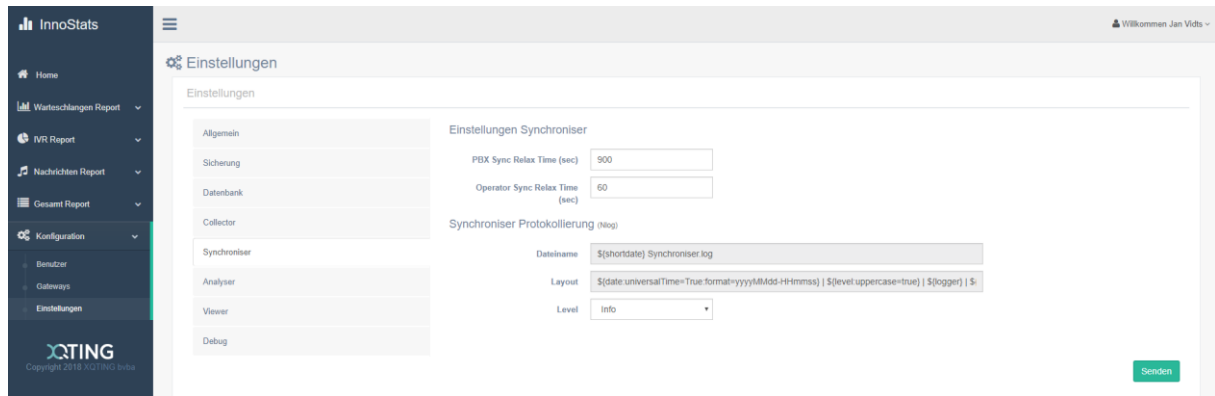 InnoStats
Willkommen Jan Vidts
Home
Warteschlangen Report
IVR Report
Nachrichten Report
Gesamt Report
Konfiguration
Benutzer
Gateways
Einstellungen
XQTING
Copyright 2018 XQTING bvba
Einstellungen
Einstellungen
Allgemein
Sicherung
Datenbank
Collector
Synchroniser
Analyser
Viewer
Debug
Einstellungen Synchroniser
PBX Sync Relax Time (sec) 900
Operator Sync Relax Time 60
(sec)
Synchroniser Protokollierung (Nlog)
Dateiname ${shortdate} Synchroniser.log
Layout ${date:universalTime=True:format=yyyyMMdd-HHmmss} | ${level:uppercase=true} | ${logger} |
Level Info
Senden